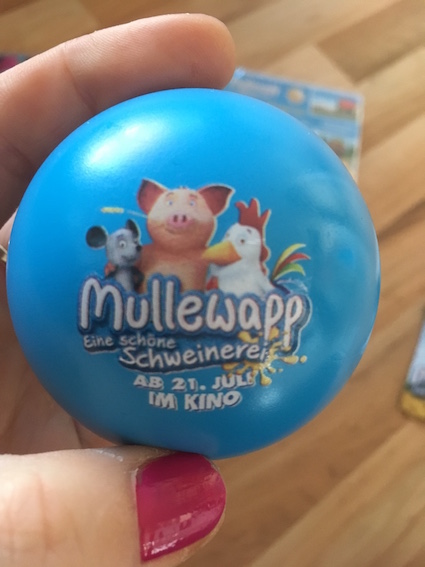 Mullewapp
Eine schöne
Schweinerei
AB 21. JULI
IM KINO